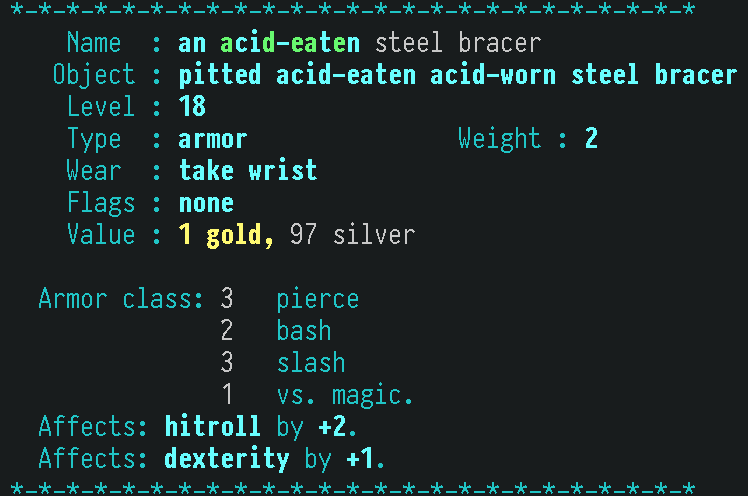 *-*-*-*-*-*-*-*-*-*-*-*-*-*-*-*-*-*-*-*-*-*-*-*-*
Name : an acid-eaten steel bracer
Object : pitted acid-eaten acid-worn steel bracer
Level : 18
Type : armor Weight : 2
Wear : take wrist
Flags : none
Value : 1 gold, 97 silver
Armor class: 3 pierce
2 bash
3 slash
1 vs. magic.
Affects: hitroll by +2.
Affects: dexterity by +1.
*-*-*-*-*-*-*-*-*-*-*-*-*-*-*-*-*-*-*-*-*-*-*-*-*